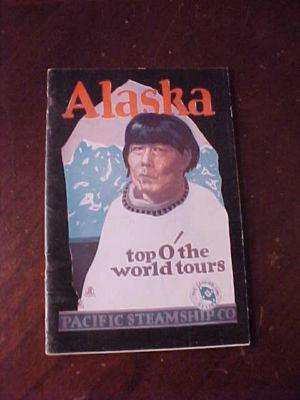 Alaska
top O' the
world tours
PACIFIC STEAMSHIP CO